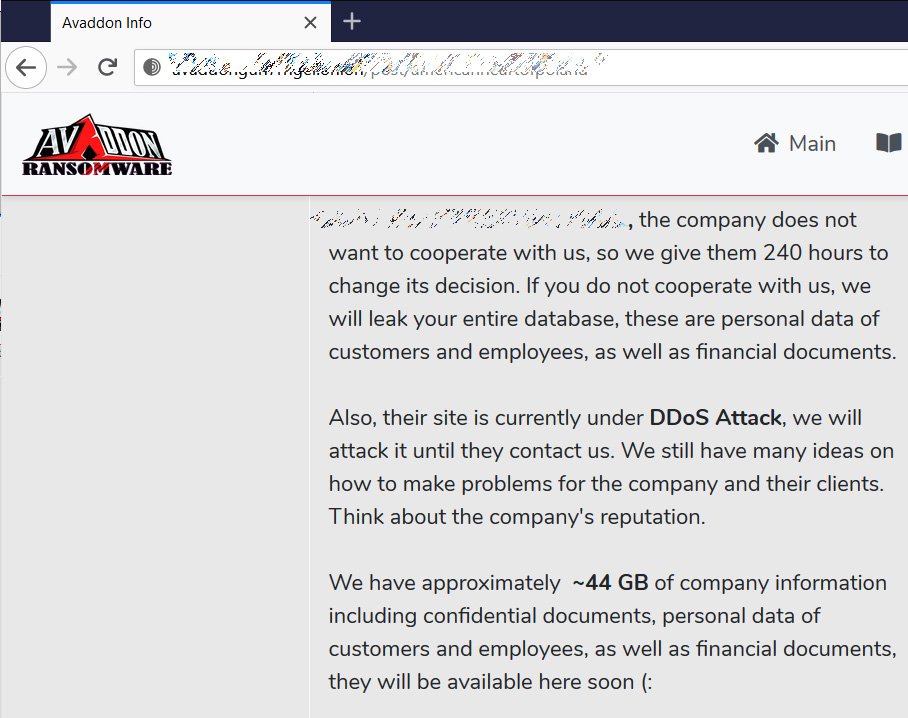 Avaddon Info
AVADDON
RANSOMWARE
Main
, the company does not
want to cooperate with us, so we give them 240 hours to
change its decision. If you do not cooperate with us, we
will leak your entire database, these are personal data of
customers and employees, as well as financial documents.
Also, their site is currently under DDoS Attack, we will
attack it until they contact us. We still have many ideas on
how to make problems for the company and their clients.
Think about the company's reputation.
We have approximately ~44 GB of company information
including confidential documents, personal data of
customers and employees, as well as financial documents,
they will be available here soon (: